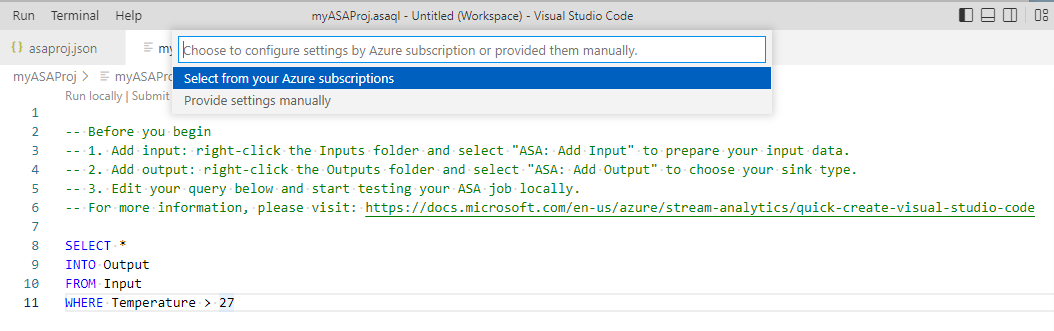 Run Terminal Help myASAProj.asaql - Untitled (Workspace) - Visual Studio Code
{} asaproj.json my
Choose to configure settings by Azure subscription or provided them manually.
Select from your Azure subscriptions
Provide settings manually
myASAProj > myASAPro
Run locally | Submit
1
2 -- Before you begin
3 -- 1. Add input: right-click the Inputs folder and select "ASA: Add Input" to prepare your input data.
4 -- 2. Add output: right-click the Outputs folder and select "ASA: Add Output" to choose your sink type.
5 -- 3. Edit your query below and start testing your ASA job locally.
6 -- For more information, please visit: https://docs.microsoft.com/en-us/azure/stream-analytics/quick-create-visual-studio-code
7
8 SELECT *
9 INTO Output
10 FROM Input
11 WHERE Temperature > 27